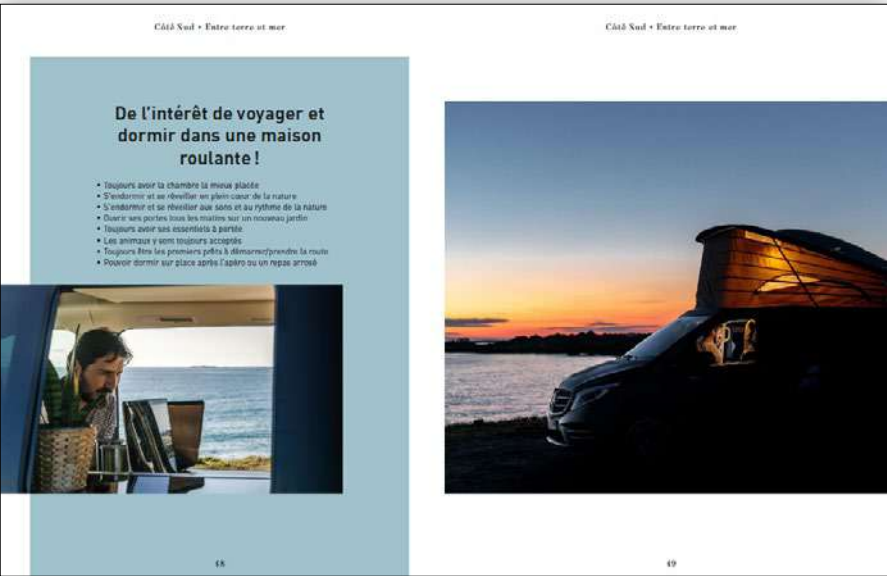 Côté Sud • Entre terre et mer
De l'intérêt de voyager et
dormir dans une maison
roulante !
• Toujours avoir la chambre la mieux placée
• S'endormir et se réveiller en plein cœur de la nature
• S'endormir et se réveiller aux sons et au rythme de la nature
• Ouvrir ses portes tous les matins sur un nouveau jardin
• Toujours avoir ses essentiels à portée
• Les animaux y sont toujours acceptés
• Toujours être les premiers prêts à démarrer/prendre la route
• Pouvoir dormir sur place après l'apéro ou un repas arrosé
48
Côté Sud • Entre terre et mer
49